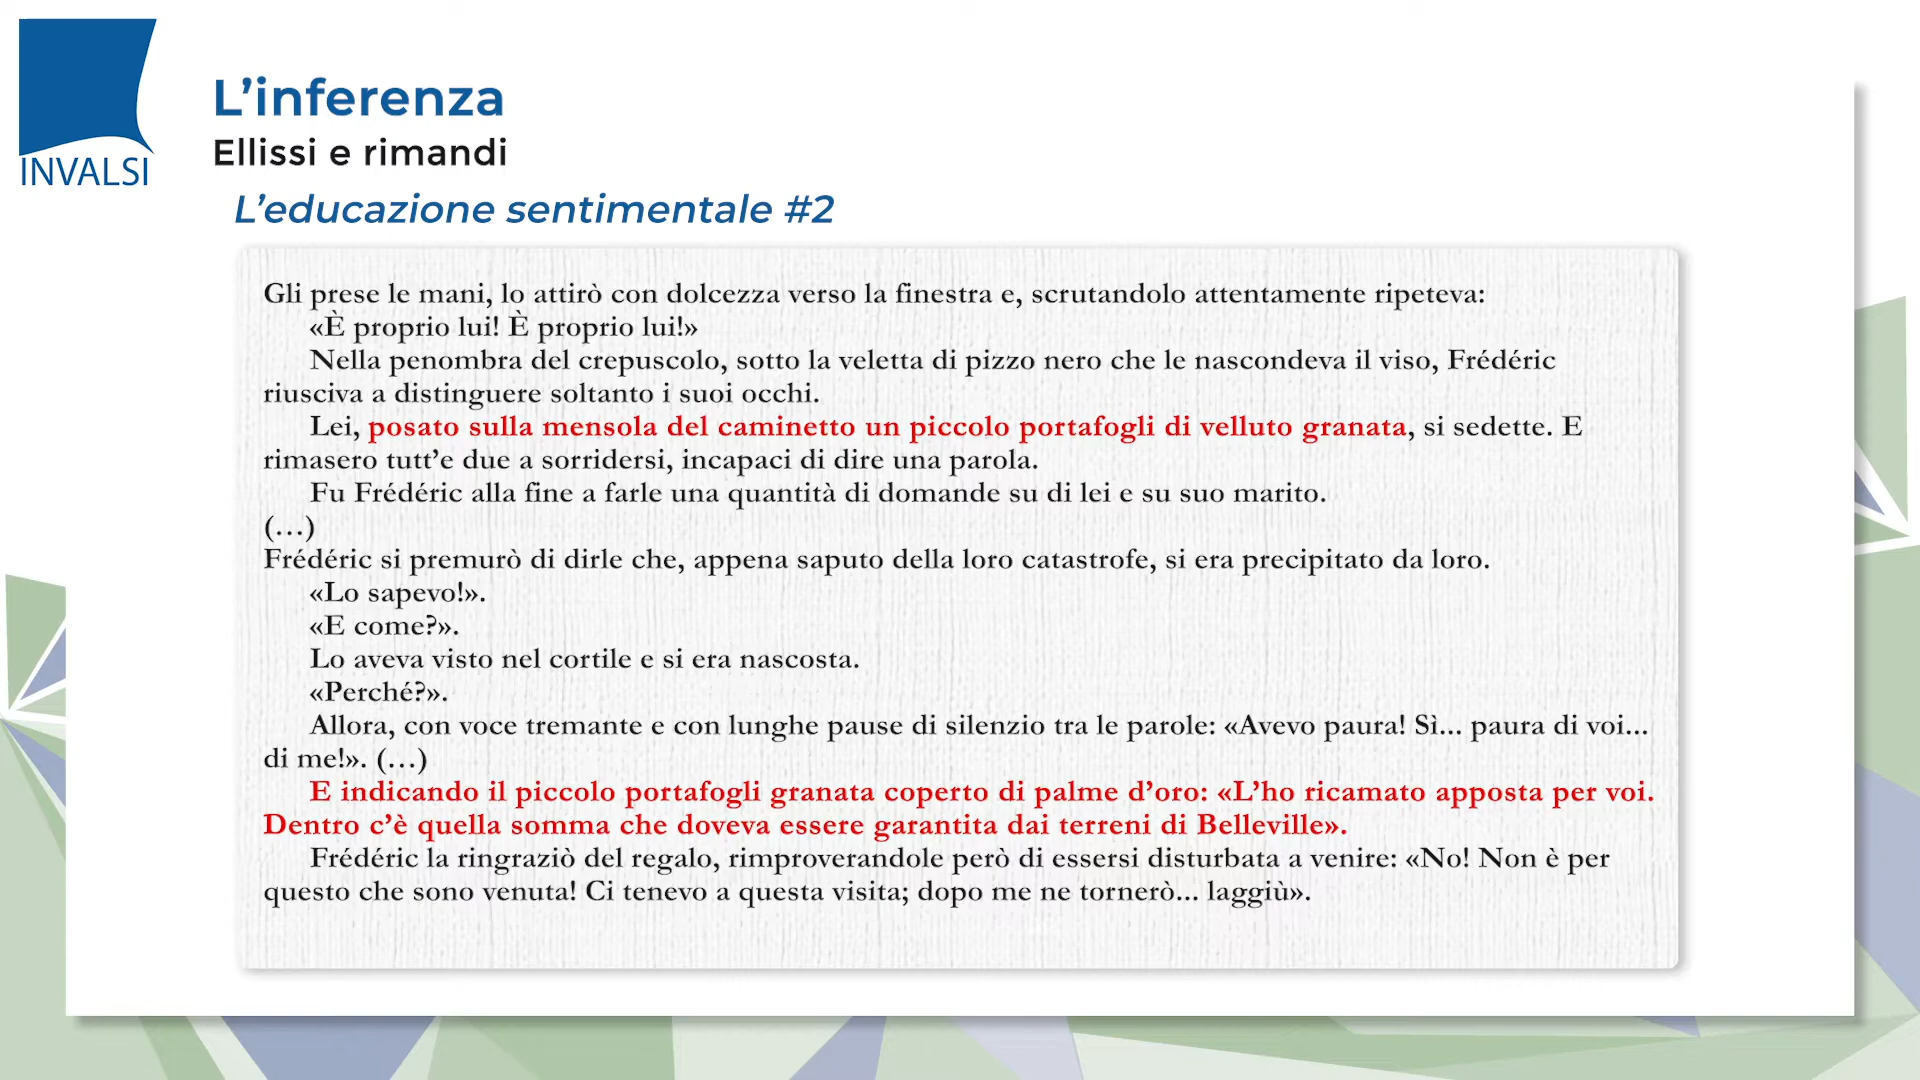 INVALSI
L’inferenza
Ellissi e rimandi
L’educazione sentimentale #2
Gli prese le mani, lo attirò con dolcezza verso la finestra e, scrutandolo attentamente ripeteva:
«È proprio lui! È proprio lui!»
Nella penombra del crepuscolo, sotto la veletta di pizzo nero che le nascondeva il viso, Frédéric
riusciva a distinguere soltanto i suoi occhi.
Lei, posato sulla mensola del caminetto un piccolo portafogli di velluto granata, si sedette. E
rimasero tutt’e due a sorridersi, incapaci di dire una parola.
Fu Frédéric alla fine a farle una quantità di domande su di lei e su suo marito.
(…)
Frédéric si premurò di dirle che, appena saputo della loro catastrofe, si era precipitato da loro.
«Lo sapevo!».
«E come?».
Lo aveva visto nel cortile e si era nascosta.
«Perché?».
Allora, con voce tremante e con lunghe pause di silenzio tra le parole: «Avevo paura! Sì... paura di voi...
di me!». (…)
E indicando il piccolo portafogli granata coperto di palme d’oro: «L’ho ricamato apposta per voi.
Dentro c’è quella somma che doveva essere garantita dai terreni di Belleville».
Frédéric la ringraziò del regalo, rimproverandole però di essersi disturbata a venire: «No! Non è per
questo che sono venuta! Ci tenevo a questa visita; dopo me ne tornerò... laggiù».